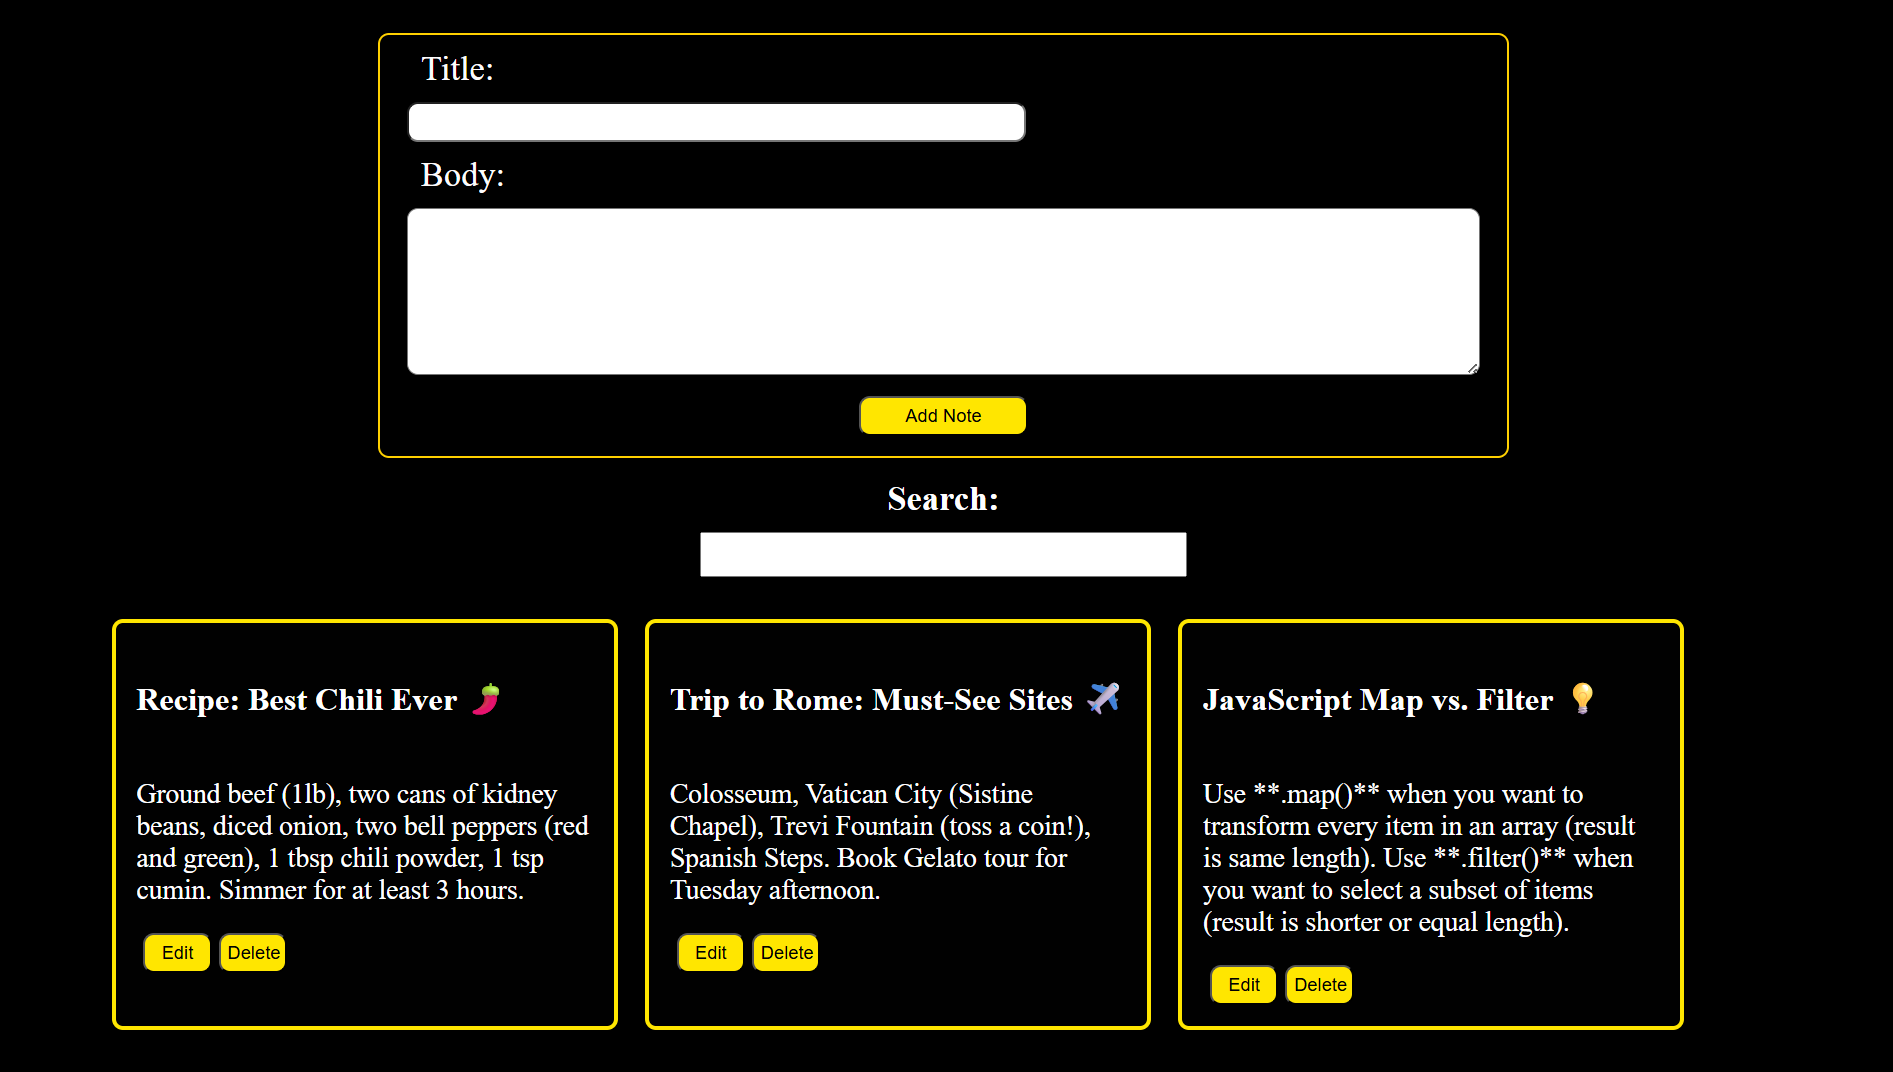 Title:
Body:
Add Note
Search:
Recipe: Best Chili Ever 🌶️
Ground beef (1lb), two cans of kidney
beans, diced onion, two bell peppers (red
and green), 1 tbsp chili powder, 1 tsp
cumin. Simmer for at least 3 hours.
Edit Delete
Trip to Rome: Must-See Sites ✈️
Colosseum, Vatican City (Sistine
Chapel), Trevi Fountain (toss a coin!),
Spanish Steps. Book Gelato tour for
Tuesday afternoon.
Edit Delete
JavaScript Map vs. Filter 💡
Use **.map()** when you want to
transform every item in an array (result
is same length). Use **.filter()** when
you want to select a subset of items
(result is shorter or equal length).
Edit Delete